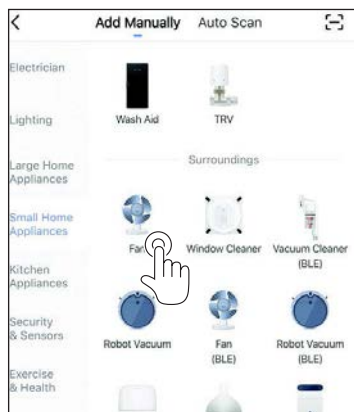 Add Manually Auto Scan
Electrician
Lighting
Large Home
Appliances
Small Home
Appliances
Kitchen
Appliances
Security
& Sensors
Exercise
& Health
Wash Aid TRV
Surroundings
Fan Window Cleaner Vacuum Cleaner
(BLE)
Robot Vacuum Fan Robot Vacuum
(BLE) (BLE)